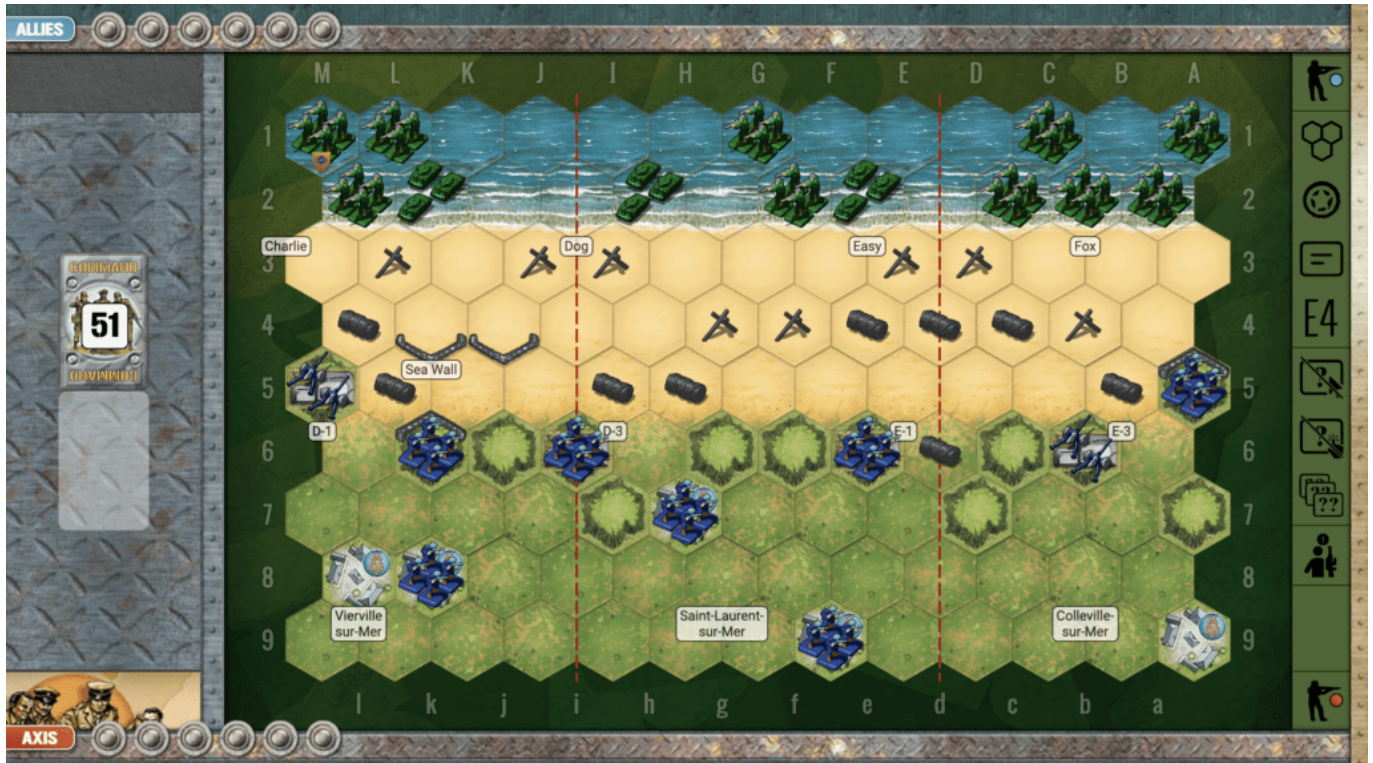 ALLIES
M L K J I H G F E D C B A
1 1
2 2
Charlie Dog Easy Fox
3 3
COMMAND
51
COMMAND
4 4
E4
Sea Wall
5 5
D-1 D-3 E-1 E-3
6 6
??
7 7
8 8
Vierville
sur-Mer
Saint-Laurent-
sur-Mer
Colleville-
sur-Mer
9 9
l k j i h g f e d c b a
AXIS